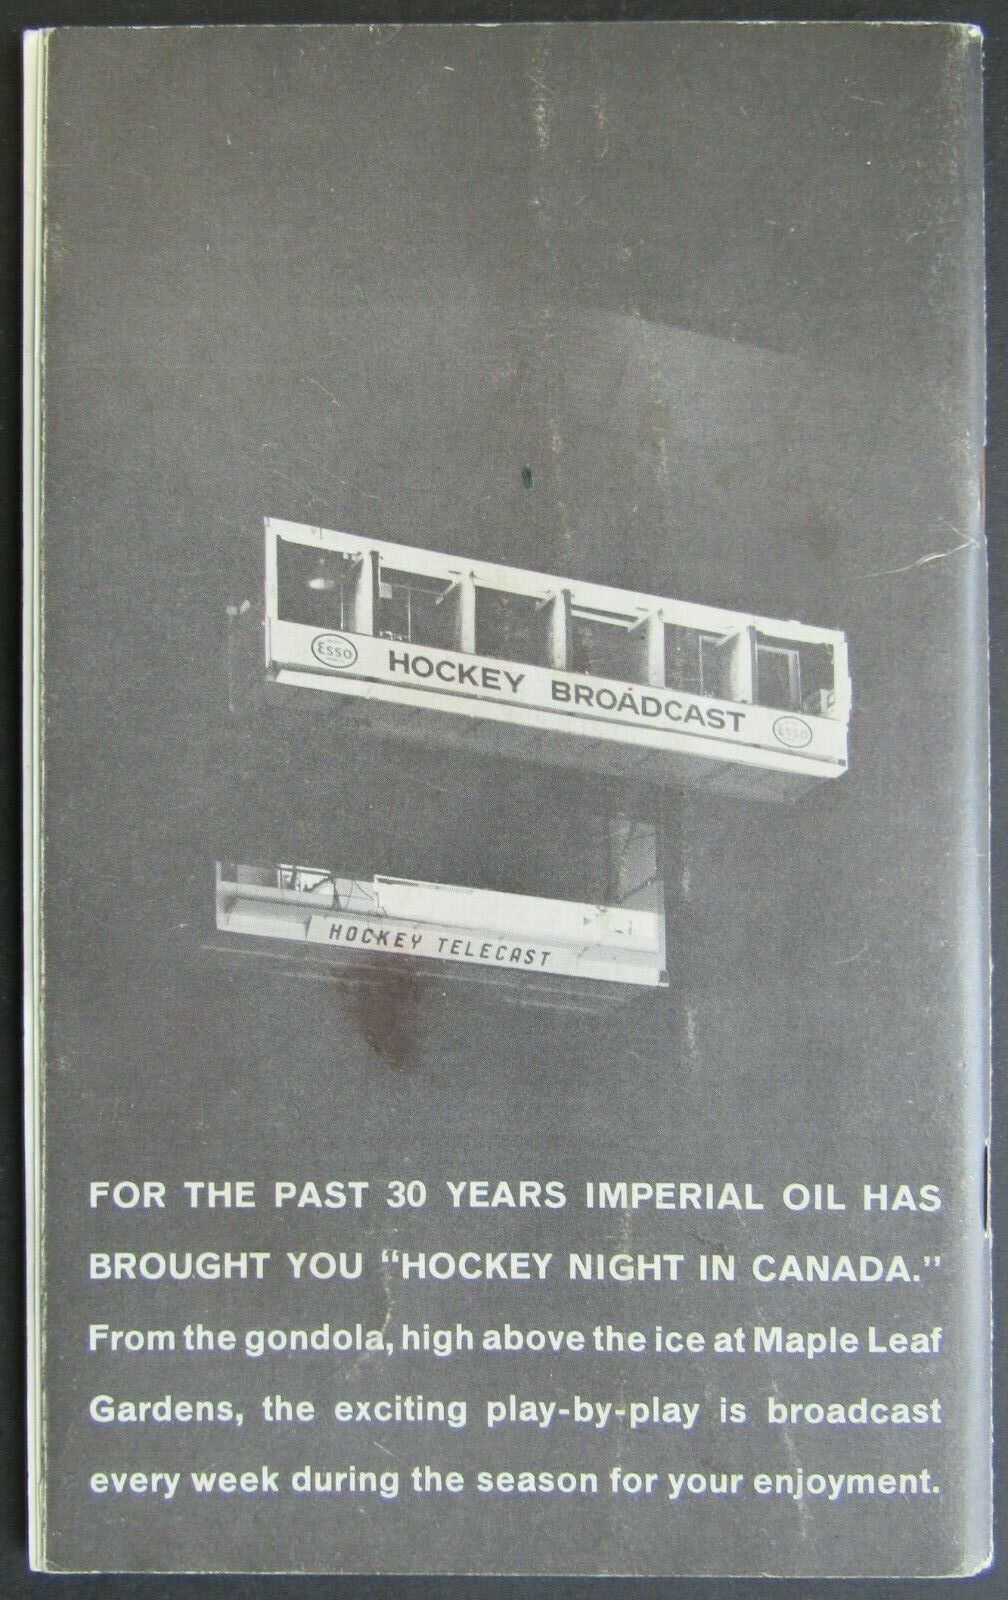 Esso
HOCKEY BROADCAST
Esso
HOCKEY TELECAST
FOR THE PAST 30 YEARS IMPERIAL OIL HAS
BROUGHT YOU "HOCKEY NIGHT IN CANADA."
From the gondola, high above the ice at Maple Leaf
Gardens, the exciting play-by-play is broadcast
every week during the season for your enjoyment.